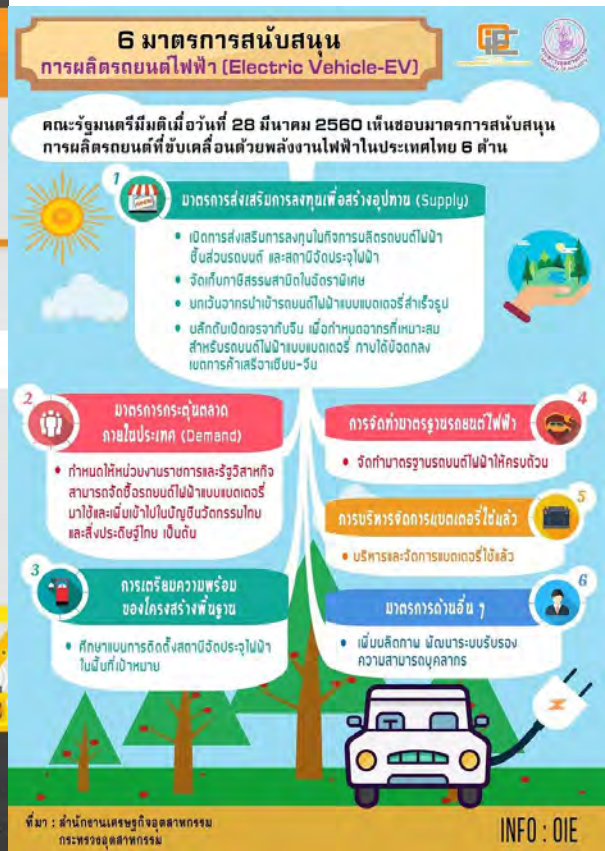 6 มาตรการสนับสนุน
การผลิตรถยนต์ไฟฟ้า (Electric Vehicle-EV)
คณะรัฐมนตรีมีมติเมื่อวันที่ 28 มีนาคม 2560 เห็นชอบมาตรการสนับสนุน
การผลิตรถยนต์ที่ขับเคลื่อนด้วยพลังงานไฟฟ้าในประเทศไทย 6 ด้าน
1
มาตรการส่งเสริมการลงทุนเพื่อสร้างอุปทาน (Supply)
• เปิดการส่งเสริมการลงทุนในกิจการผลิตรถยนต์ไฟฟ้า
ชิ้นส่วนรถยนต์ และสถานีอัดประจุไฟฟ้า
• จัดเก็บภาษีสรรพสามิตในอัตราพิเศษ
• ยกเว้นอากรนำเข้ารถยนต์ไฟฟ้าแบบแบตเตอรี่สำเร็จรูป
• ผลักดันเปิดเจรจากับจีน เพื่อกำหนดอากรที่เหมาะสม
สำหรับรถยนต์ไฟฟ้าแบบแบตเตอรี่ ภายใต้ข้อตกลง
เขตการค้าเสรีอาเซียน-จีน
2
มาตรการกระตุ้นตลาด
ภายในประเทศ (Demand)
• กำหนดให้หน่วยงานราชการและรัฐวิสาหกิจ
สามารถจัดซื้อรถยนต์ไฟฟ้าแบบแบตเตอรี่
มาใช้และเพิ่มเข้าไปในบัญชีนวัตกรรมไทย
และสิ่งประดิษฐ์ไทย เป็นต้น
3
การเตรียมความพร้อม
ของโครงสร้างพื้นฐาน
• ศึกษาแผนการติดตั้งสถานีอัดประจุไฟฟ้า
ในพื้นที่เป้าหมาย
4
การจัดทำมาตรฐานรถยนต์ไฟฟ้า
• จัดทำมาตรฐานรถยนต์ไฟฟ้าให้ครบถ้วน
5
การบริหารจัดการแบตเตอรี่ใช้แล้ว
• บริหารและจัดการแบตเตอรี่ใช้แล้ว
6
มาตรการด้านอื่น ๆ
• เพิ่มผลิตภาพ พัฒนาระบบรับรอง
ความสามารถบุคลากร
ที่มา : สำนักงานเศรษฐกิจอุตสาหกรรม
กระทรวงอุตสาหกรรม
INFO : OIE